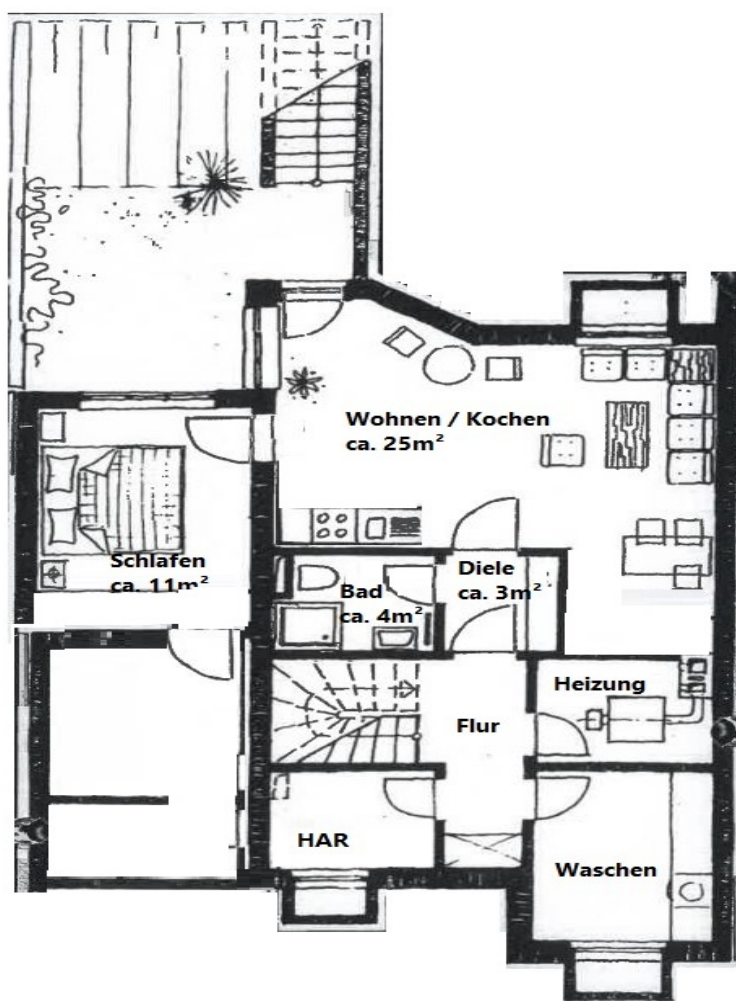 Wohnen / Kochen
ca. 25m²
Schlafen
ca. 11m²
Bad
ca. 4m²
Diele
ca. 3m²
Heizung
Flur
HAR
Waschen